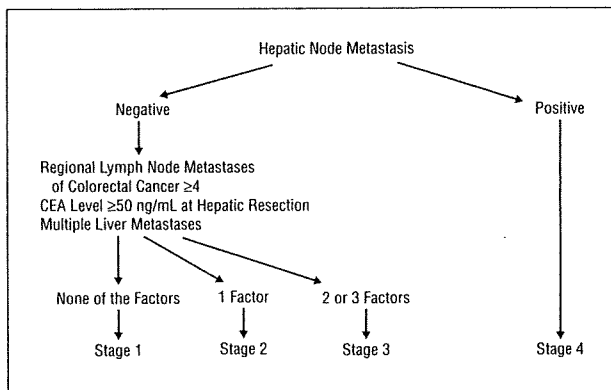 Hepatic Node Metastasis
Negative
Positive
Regional Lymph Node Metastases
of Colorectal Cancer ≥4
CEA Level ≥50 ng/mL at Hepatic Resection
Multiple Liver Metastases
None of the Factors
1 Factor
2 or 3 Factors
Stage 1
Stage 2
Stage 3
Stage 4